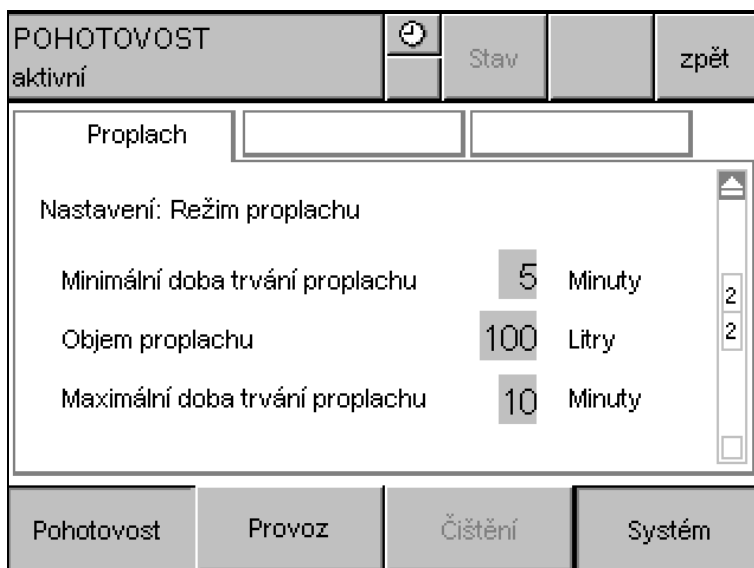 POHOTOVOST
aktivní
Stav
zpět
Proplach
Nastavení: Režim proplachu
Minimální doba trvání proplachu 5 Minuty
Objem proplachu 100 Litry
Maximální doba trvání proplachu 10 Minuty
2
2
Pohotovost Provoz Čištění Systém